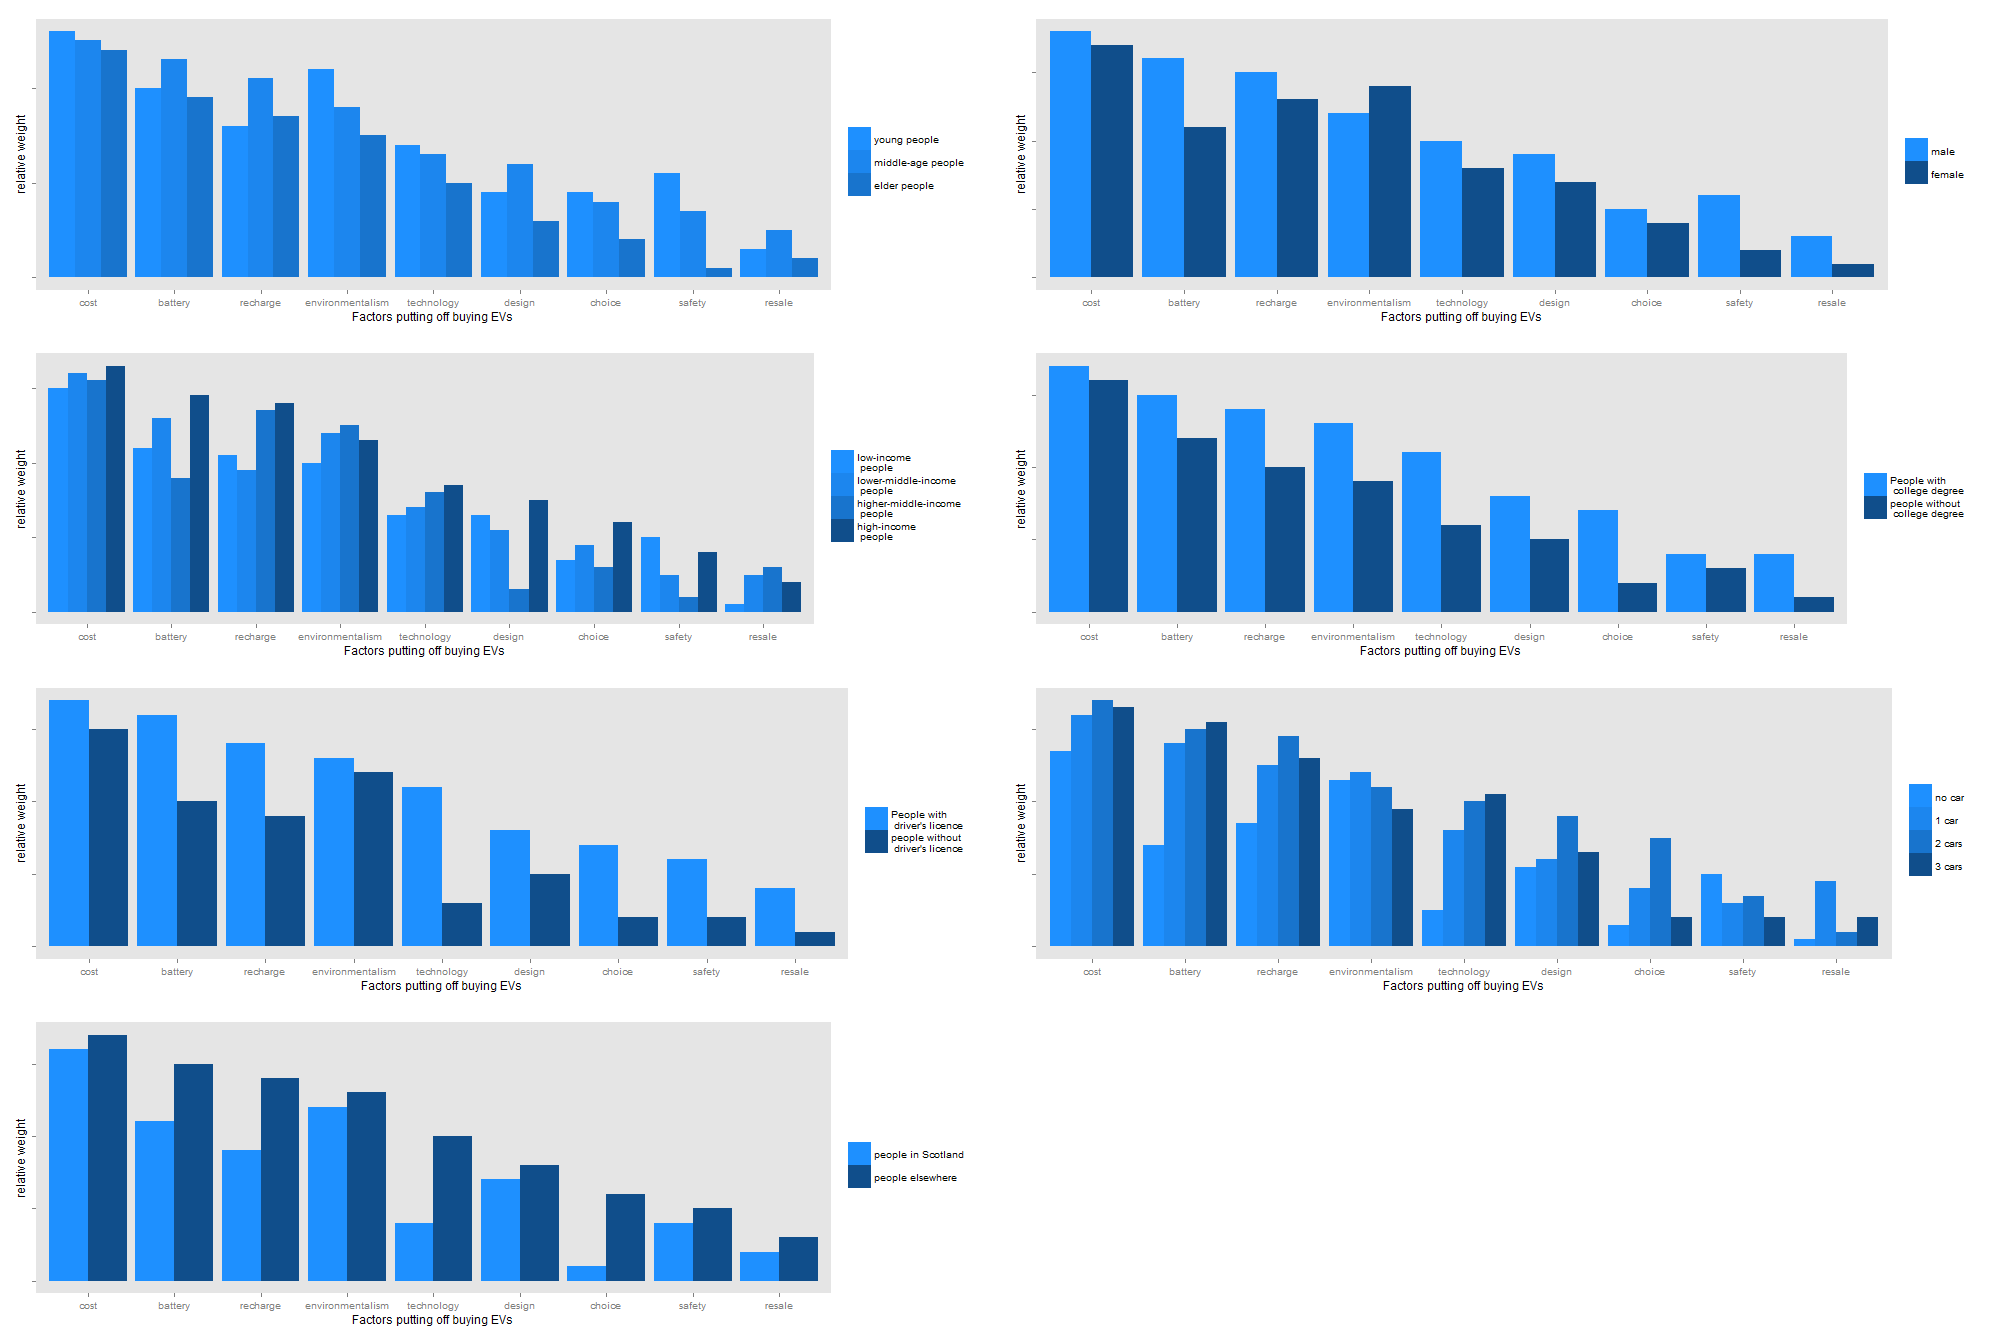 relative weight
cost battery recharge environmentalism technology design choice safety resale
Factors putting off buying EVs
young people
middle-age people
elder people
relative weight
cost battery recharge environmentalism technology design choice safety resale
Factors putting off buying EVs
male
female
relative weight
cost battery recharge environmentalism technology design choice safety resale
Factors putting off buying EVs
low-income
people
lower-middle-income
people
higher-middle-income
people
high-income
people
relative weight
cost battery recharge environmentalism technology design choice safety resale
Factors putting off buying EVs
People with
college degree
people without
college degree
relative weight
cost battery recharge environmentalism technology design choice safety resale
Factors putting off buying EVs
People with
driver's licence
people without
driver's licence
relative weight
cost battery recharge environmentalism technology design choice safety resale
Factors putting off buying EVs
no car
1 car
2 cars
3 cars
relative weight
cost battery recharge environmentalism technology design choice safety resale
Factors putting off buying EVs
people in Scotland
people elsewhere